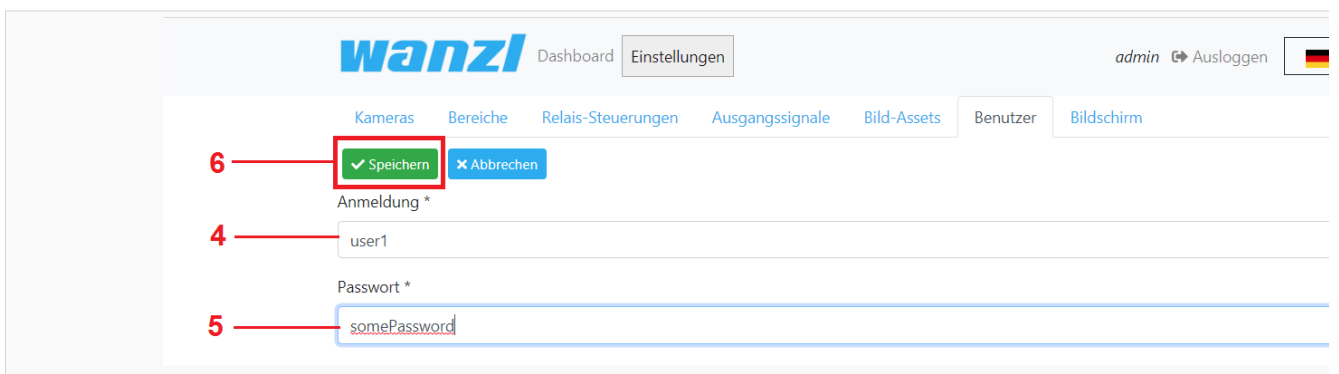 wanzl Dashboard Einstellungen admin Ausloggen
Kameras Bereiche Relais-Steuerungen Ausgangssignale Bild-Assets Benutzer Bildschirm
6 Speichern Abbrechen
Anmeldung *
4 user1
Passwort *
5 somePassword